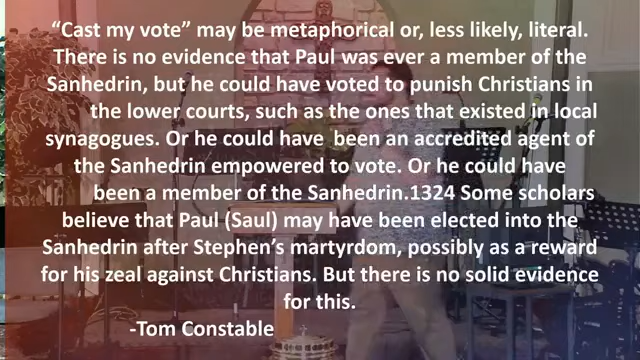 “Cast my vote” may be metaphorical or, less likely, literal.
There is no evidence that Paul was ever a member of the
Sanhedrin, but he could have voted to punish Christians in
the lower courts, such as the ones that existed in local
synagogues. Or he could have been an accredited agent of
the Sanhedrin empowered to vote. Or he could have
been a member of the Sanhedrin.1324 Some scholars
believe that Paul (Saul) may have been elected into the
Sanhedrin after Stephen’s martyrdom, possibly as a reward
for his zeal against Christians. But there is no solid evidence
for this.
-Tom Constable